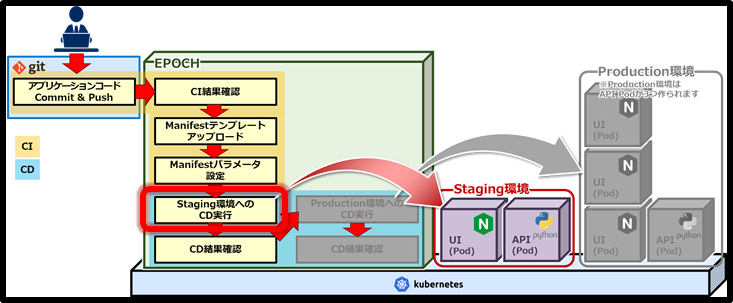 git
アプリケーションコード
Commit & Push
CI
CD
EPOCH
CI結果確認
Manifestテンプレート
アップロード
Manifestパラメータ
設定
Staging環境への
CD実行
CD結果確認
Production環境への
CD実行
CD結果確認
Staging環境
N
UI
(Pod)
python
API
(Pod)
Production環境
※Production環境は
API Podが3つ作られます
N
UI
(Pod)
N
UI
(Pod)
N
UI
(Pod)
python
API
(Pod)
kubernetes